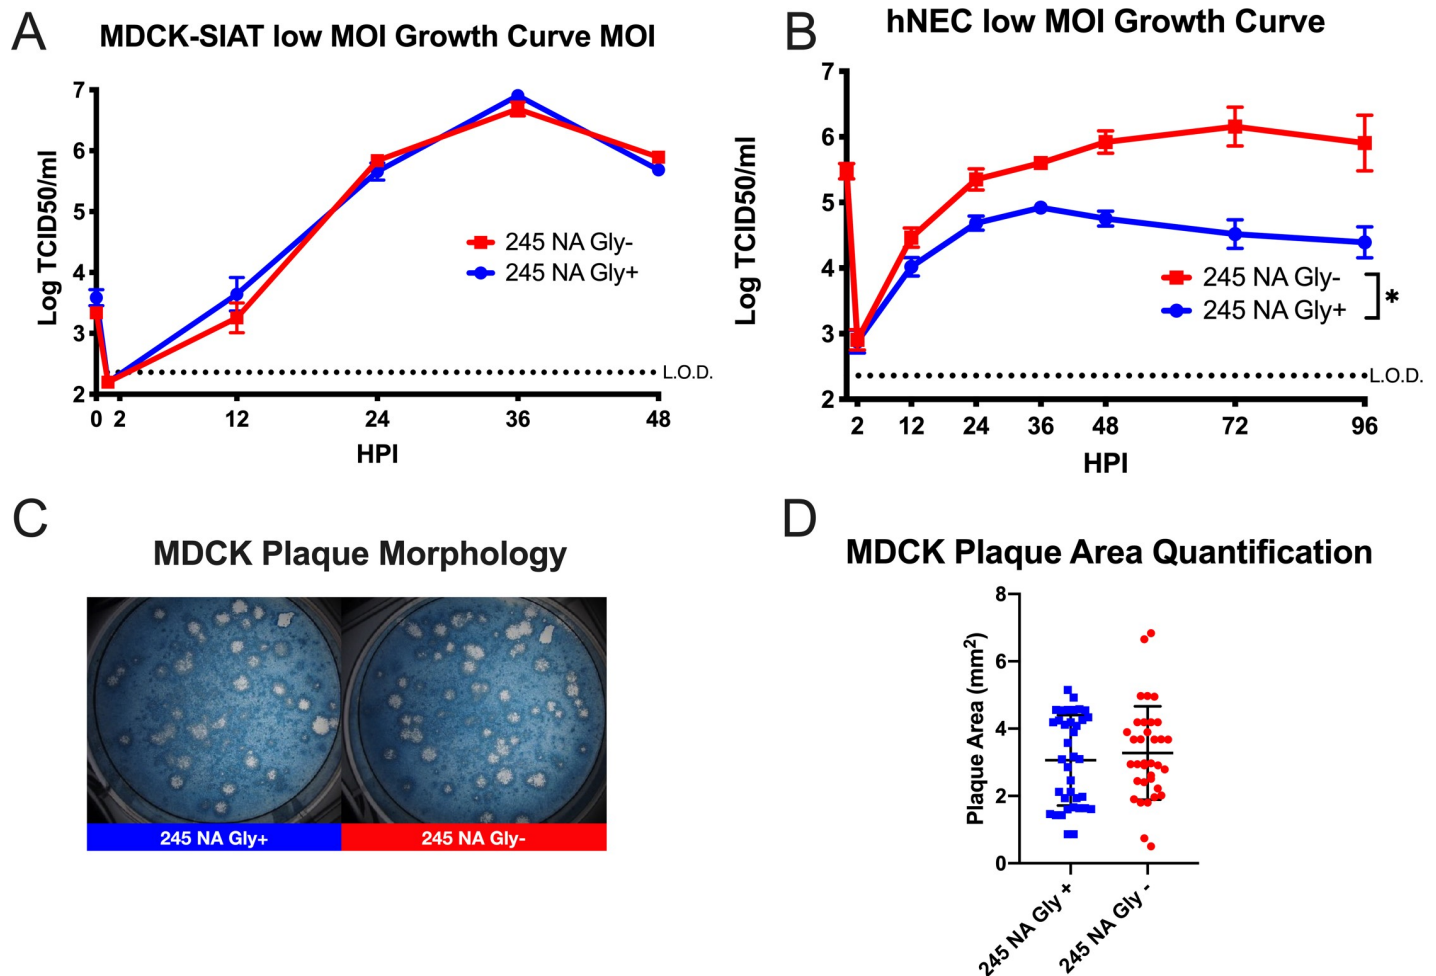 A
MDCK-SIAT low MOI Growth Curve MOI
7
6
5
4
3
2
Log TCID50/ml
245 NA Gly-
245 NA Gly+
L.O.D.
0 2 12 24 36 48
HPI
B
hNEC low MOI Growth Curve
7
6
5
4
3
2
Log TCID50/ml
245 NA Gly-
245 NA Gly+
*
L.O.D.
2 12 24 36 48 72 96
HPI
C
MDCK Plaque Morphology
245 NA Gly+
245 NA Gly-
D
MDCK Plaque Area Quantification
8
6
4
2
0
Plaque Area (mm²)
245 NA Gly +
245 NA Gly -